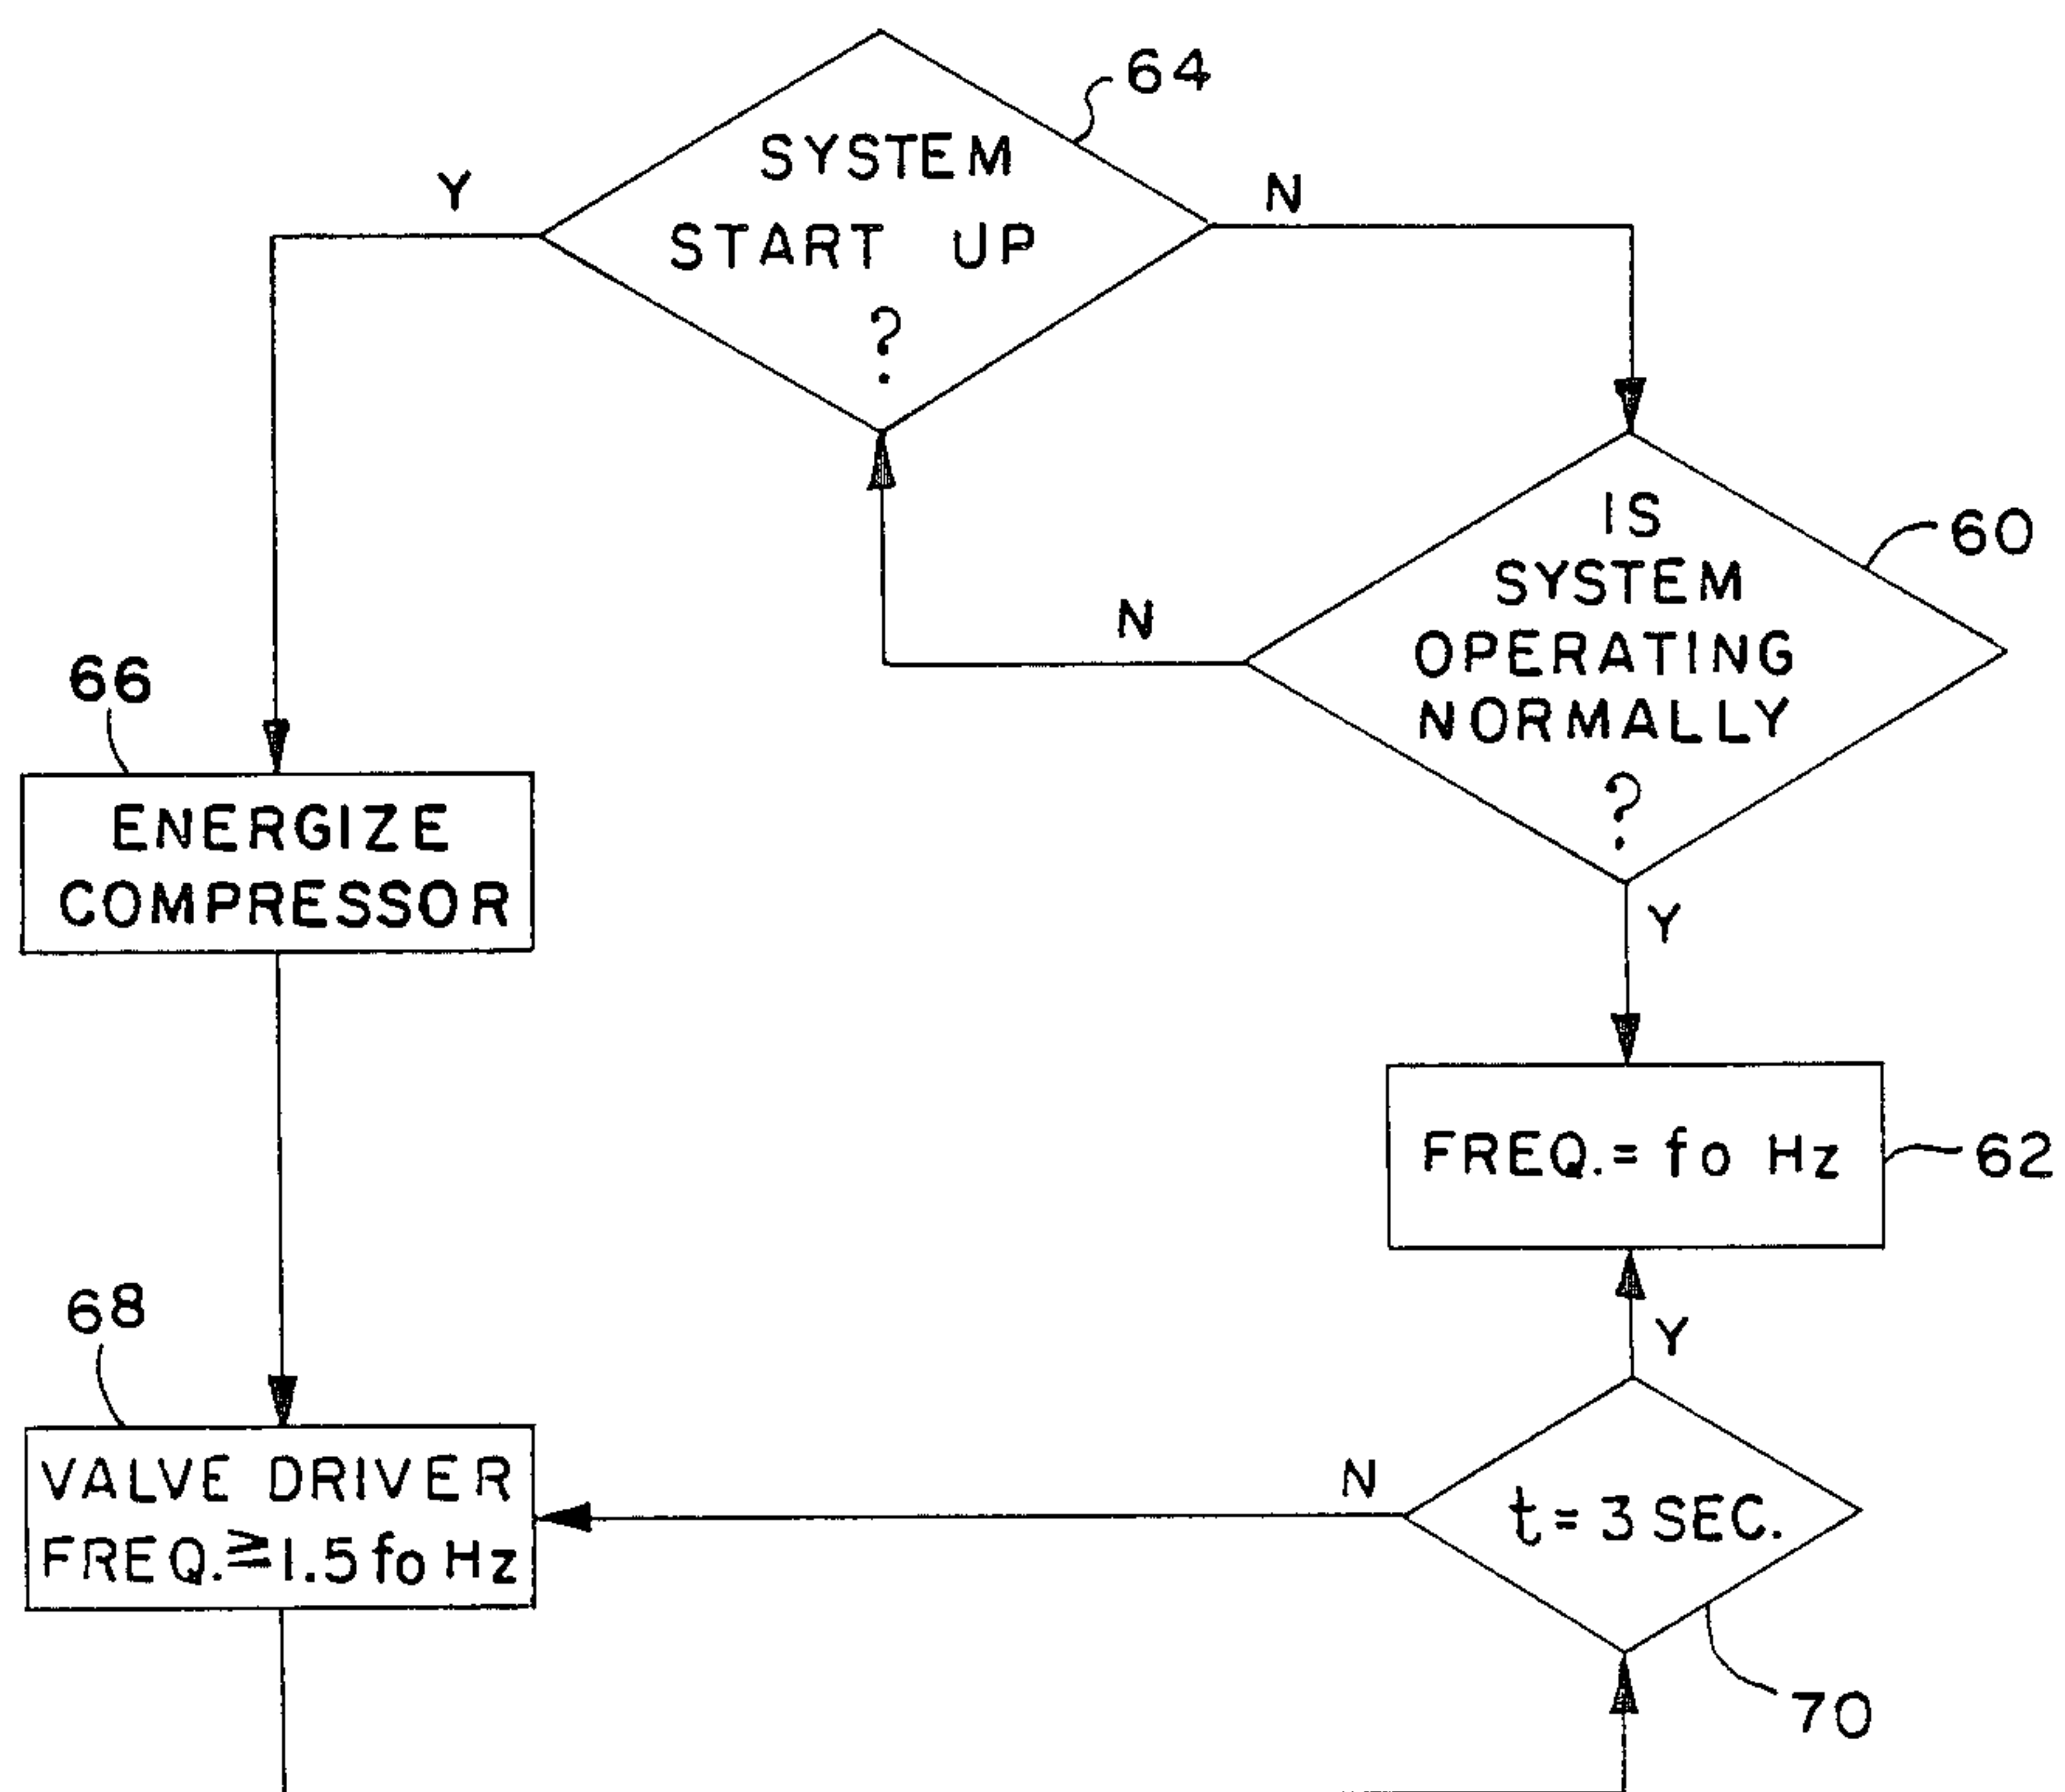 64
SYSTEM
START UP
?
Y
N
IS
SYSTEM
OPERATING
NORMALLY
?
60
N
Y
66
ENERGIZE
COMPRESSOR
FREQ.= fo Hz
62
68
VALVE DRIVER
FREQ.≥1.5 fo Hz
Y
N
t = 3 SEC.
70